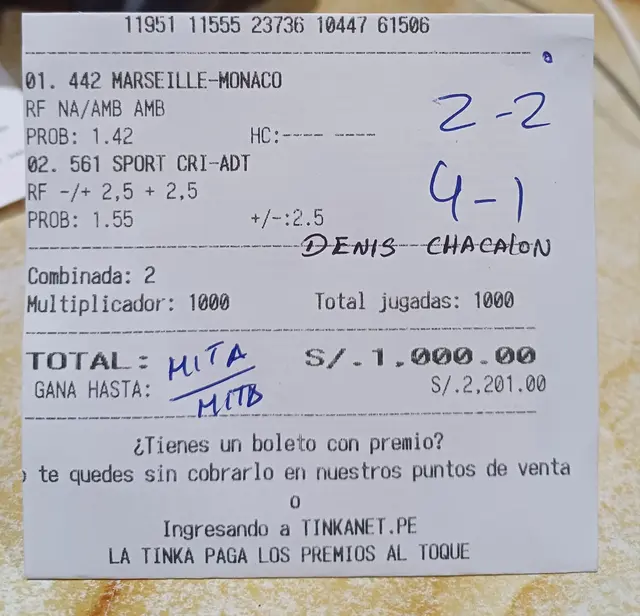 11951 11555 23736 10447 61506
01. 442 MARSEILLE-MONACO
RF NA/AMB AMB
2-2
PROB: 1.42 HC:---- ----
02. 561 SPORT CRI-ADT
RF -/+ 2,5 + 2,5
4-1
PROB: 1.55 +/-:2.5
DENIS CHACALON
Combinada: 2
Multiplicador: 1000 Total jugadas: 1000
TOTAL: S/.1,000.00
MITA
GANA HASTA: S/.2,201.00
MITB
¿Tienes un boleto con premio?
o te quedes sin cobrarlo en nuestros puntos de venta
O
Ingresando a TINKANET.PE
LA TINKA PAGA LOS PREMIOS AL TOQUE